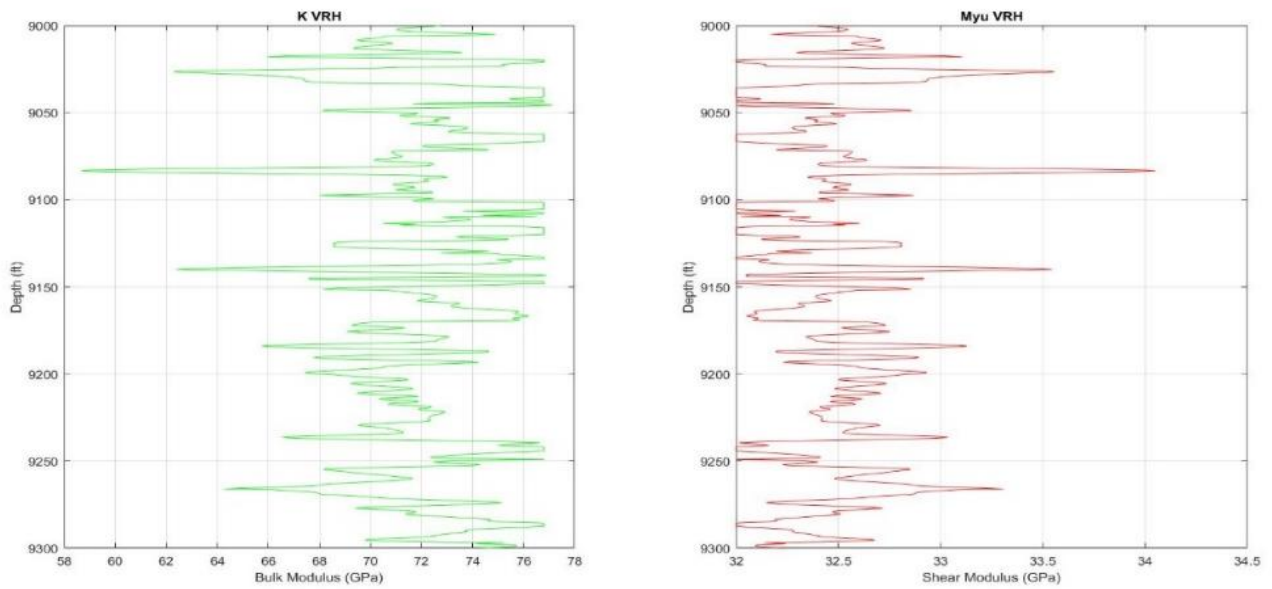 K VRH
9000
9050
9100
9150
9200
9250
9300
Depth (ft)
58 60 62 64 66 68 70 72 74 76 78
Bulk Modulus (GPa)
Myu VRH
9000
9050
9100
9150
9200
9250
9300
Depth (ft)
32 32.5 33 33.5 34 34.5
Shear Modulus (GPa)